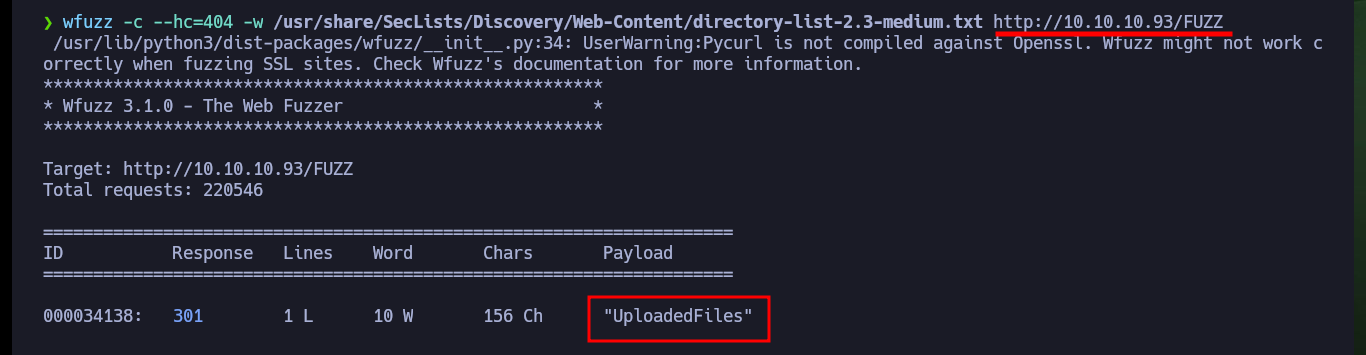 ❯ wfuzz -c --hc=404 -w /usr/share/SecLists/Discovery/Web-Content/directory-list-2.3-medium.txt http://10.10.10.93/FUZZ
/usr/lib/python3/dist-packages/wfuzz/__init__.py:34: UserWarning:Pycurl is not compiled against Openssl. Wfuzz might not work c
orrectly when fuzzing SSL sites. Check Wfuzz's documentation for more information.
********************************************************
* Wfuzz 3.1.0 - The Web Fuzzer                         *
********************************************************
Target: http://10.10.10.93/FUZZ
Total requests: 220546
=====================================================================
ID           Response   Lines    Word       Chars       Payload
=====================================================================
000034138:   301        1 L      10 W       156 Ch      "UploadedFiles"